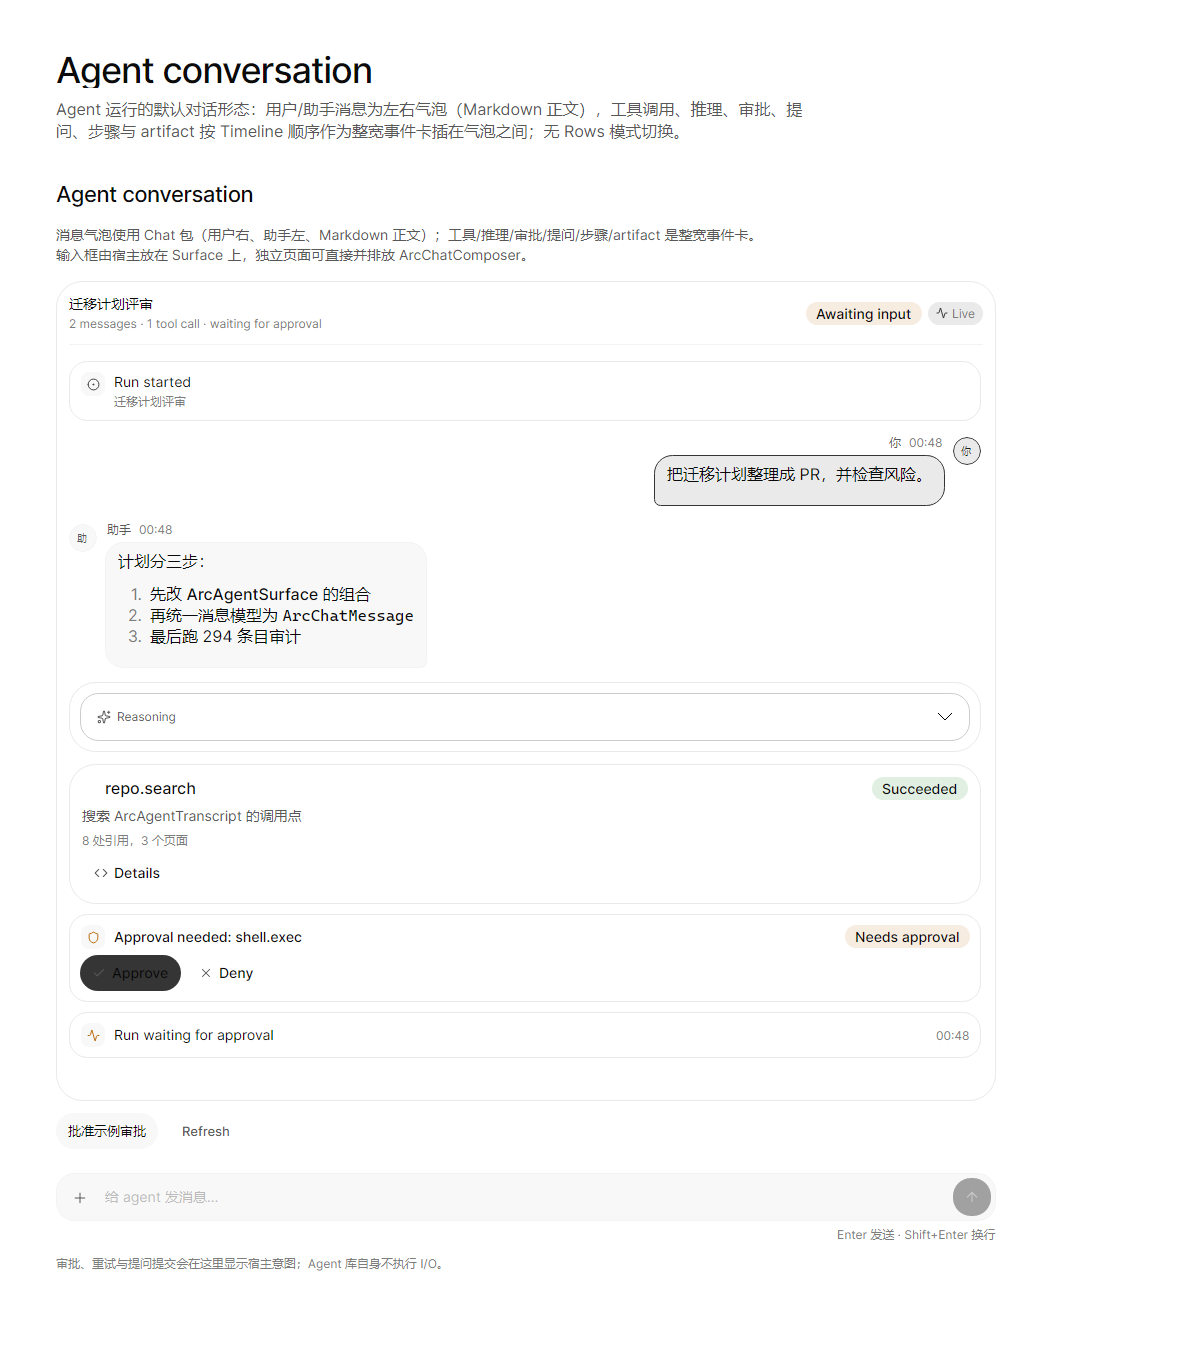 Agent conversation
Agent 运行的默认对话形态：用户/助手消息为左右气泡（Markdown 正文），工具调用、推理、审批、提
问、步骤与 artifact 按 Timeline 顺序作为整宽事件卡插在气泡之间；无 Rows 模式切换。
Agent conversation
消息气泡使用 Chat 包（用户右、助手左、Markdown 正文）；工具/推理/审批/提问/步骤/artifact 是整宽事件卡。
输入框由宿主放在 Surface 上，独立页面可直接并排放 ArcChatComposer。
迁移计划评审
2 messages · 1 tool call · waiting for approval
Awaiting input
Live
Run started
迁移计划评审
你 00:48
你
把迁移计划整理成 PR，并检查风险。
助
助手 00:48
计划分三步：
1. 先改 ArcAgentSurface 的组合
2. 再统一消息模型为 ArcChatMessage
3. 最后跑 294 条目审计
Reasoning
repo.search
Succeeded
搜索 ArcAgentTranscript 的调用点
8 处引用，3 个页面
Details
Approval needed: shell.exec
Needs approval
Approve
Deny
Run waiting for approval
00:48
批准示例审批
Refresh
给 agent 发消息...
Enter 发送 · Shift+Enter 换行
审批、重试与提问提交会在这里显示宿主意图；Agent 库自身不执行 I/O。